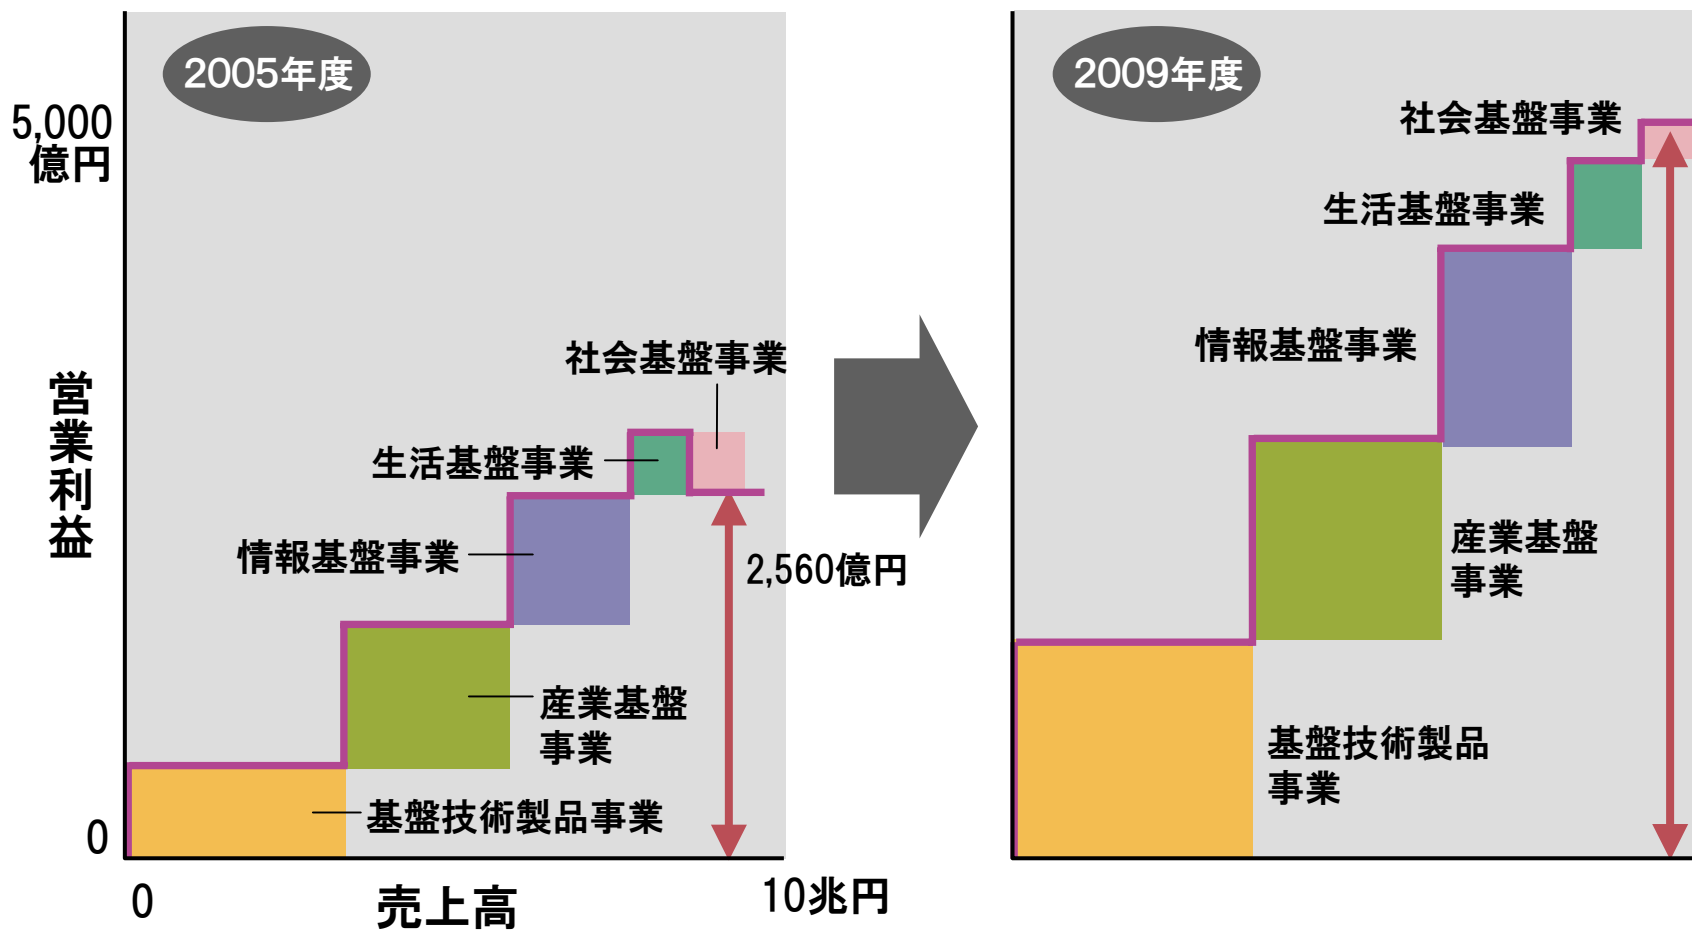 2005年度
5,000
億円
社会基盤事業
生活基盤事業
情報基盤事業
2,560億円
産業基盤
事業
基盤技術製品事業
営業利益
0
0
売上高
10兆円
2009年度
社会基盤事業
生活基盤事業
情報基盤事業
産業基盤
事業
基盤技術製品
事業